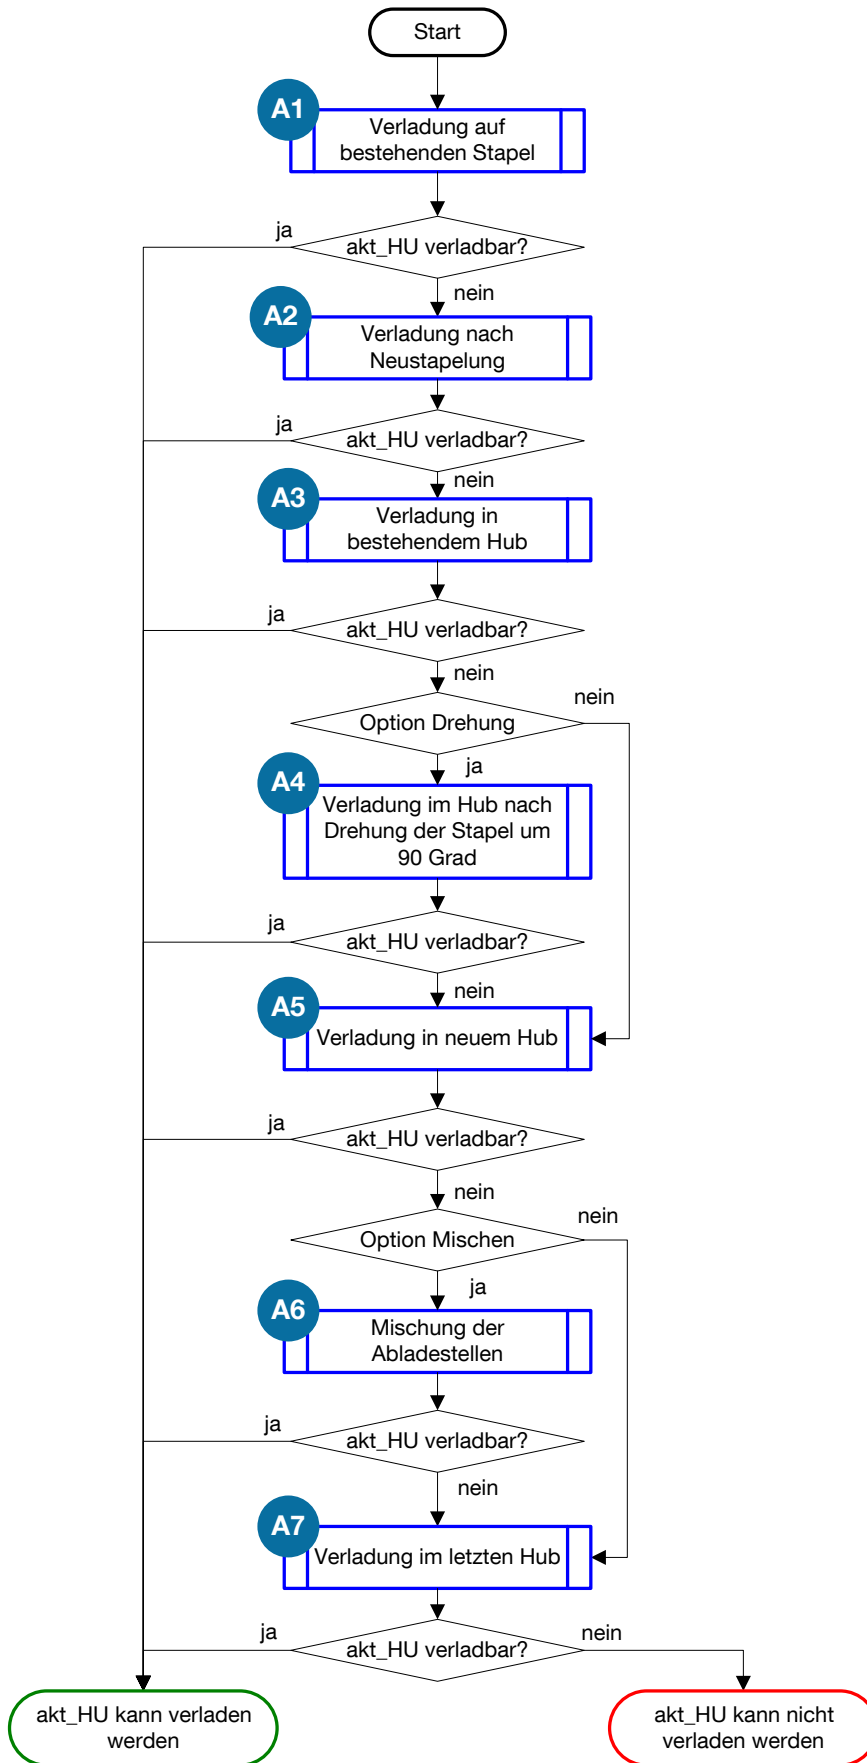 Start
A1
Verladung auf
bestehenden Stapel
ja
akt_HU verladbar?
nein
A2
Verladung nach
Neustapelung
ja
akt_HU verladbar?
nein
A3
Verladung in
bestehendem Hub
ja
akt_HU verladbar?
nein
nein
Option Drehung
ja
A4
Verladung im Hub nach
Drehung der Stapel um
90 Grad
ja
akt_HU verladbar?
nein
A5
Verladung in neuem Hub
ja
akt_HU verladbar?
nein
nein
Option Mischen
ja
A6
Mischung der
Abladestellen
ja
akt_HU verladbar?
nein
A7
Verladung im letzten Hub
ja
akt_HU verladbar?
nein
akt_HU kann verladen
werden
akt_HU kann nicht
verladen werden